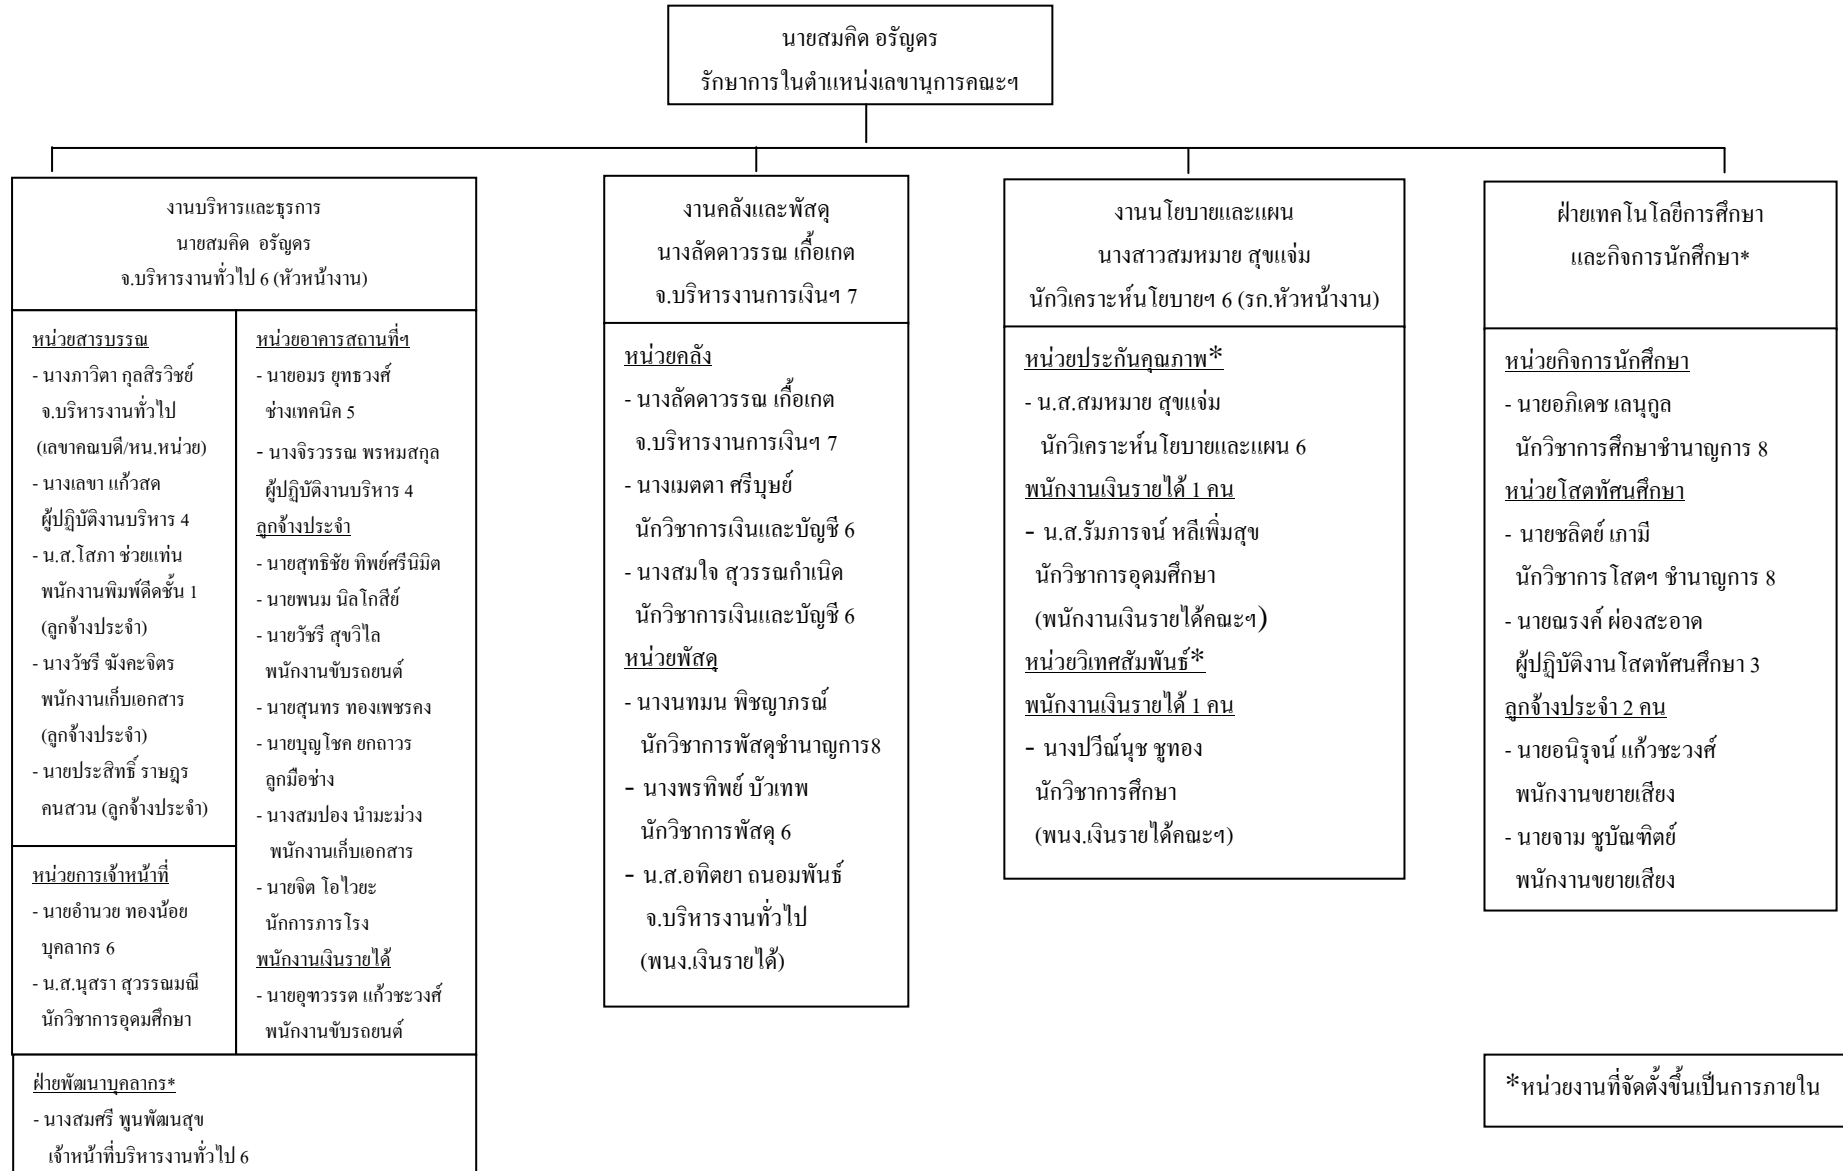 นายสมคิด อรัญดร
รักษาการในตำแหน่งเลขานุการคณะฯ
งานบริหารและธุรการ
นายสมคิด  อรัญดร
จ.บริหารงานทั่วไป 6 (หัวหน้างาน)
หน่วยสารบรรณ
- นางภาวิตา กุลสิรวิชย์
จ.บริหารงานทั่วไป
(เลขาคณบดี/หน.หน่วย)
- นางเลขา แก้วสด
ผู้ปฏิบัติงานบริหาร 4
- น.ส.โสภา ช่วยแท่น
พนักงานพิมพ์ดีดชั้น 1
(ลูกจ้างประจำ)
- นางวัชรี ฆังคะจิตร
พนักงานเก็บเอกสาร
(ลูกจ้างประจำ)
- นายประสิทธิ์ ราษฎร
คนสวน (ลูกจ้างประจำ)
หน่วยการเจ้าหน้าที่
- นายอำนวย ทองน้อย
บุคลากร 6
- น.ส.นุสรา สุวรรณมณี
นักวิชาการอุดมศึกษา
หน่วยอาคารสถานที่ฯ
- นายอมร ยุทธวงศ์
ช่างเทคนิค 5
- นางจิรวรรณ พรหมสกุล
ผู้ปฏิบัติงานบริหาร 4
ลูกจ้างประจำ
- นายสุทธิชัย ทิพย์ศรีนิมิต
- นายพนม นิลโกสีย์
- นายวัชรี สุขวิไล
พนักงานขับรถยนต์
- นายสุนทร ทองเพชรคง
- นายบุญโชค ยกถาวร
ลูกมือช่าง
- นางสมปอง นำมะม่วง
พนักงานเก็บเอกสาร
- นายจิต โอไวยะ
นักการภารโรง
พนักงานเงินรายได้
- นายอุฑวรรต แก้วชะวงศ์
พนักงานขับรถยนต์
ฝ่ายพัฒนาบุคลากร*
- นางสมศรี พูนพัฒนสุข
เจ้าหน้าที่บริหารงานทั่วไป 6
งานคลังและพัสดุ
นางลัดดาวรรณ เกื้อเกต
จ.บริหารงานการเงินฯ 7
หน่วยคลัง
- นางลัดดาวรรณ เกื้อเกต
จ.บริหารงานการเงินฯ 7
- นางเมตตา ศรีบุษย์
นักวิชาการเงินและบัญชี 6
- นางสมใจ สุวรรณกำเนิด
นักวิชาการเงินและบัญชี 6
หน่วยพัสดุ
- นางนทมน พิชญาภรณ์
นักวิชาการพัสดุชำนาญการ8
- นางพรทิพย์ บัวเทพ
นักวิชาการพัสดุ 6
- น.ส.อทิตยา ถนอมพันธ์
จ.บริหารงานทั่วไป
(พนง.เงินรายได้)
งานนโยบายและแผน
นางสาวสมหมาย สุขแจ่ม
นักวิเคราะห์นโยบายฯ 6 (รก.หัวหน้างาน)
หน่วยประกันคุณภาพ*
- น.ส.สมหมาย สุขแจ่ม
นักวิเคราะห์นโยบายและแผน 6
พนักงานเงินรายได้ 1 คน
- น.ส.รัมภารจน์ หลีเพิ่มสุข
นักวิชาการอุดมศึกษา
(พนักงานเงินรายได้คณะฯ)
หน่วยวิเทศสัมพันธ์*
พนักงานเงินรายได้ 1 คน
- นางปวีณ์นุช ชูทอง
นักวิชาการศึกษา
(พนง.เงินรายได้คณะฯ)
ฝ่ายเทคโนโลยีการศึกษา
และกิจการนักศึกษา*
หน่วยกิจการนักศึกษา
- นายอภิเดช เลนุกูล
นักวิชาการศึกษาชำนาญการ 8
หน่วยโสตทัศนศึกษา
- นายชลิตย์ เภามี
นักวิชาการโสตฯ ชำนาญการ 8
- นายณรงค์ ผ่องสะอาด
ผู้ปฏิบัติงานโสตทัศนศึกษา 3
ลูกจ้างประจำ 2 คน
- นายอนิรุจน์ แก้วชะวงศ์
พนักงานขยายเสียง
- นายจาม ชูบัณฑิตย์
พนักงานขยายเสียง
*หน่วยงานที่จัดตั้งขึ้นเป็นการภายใน